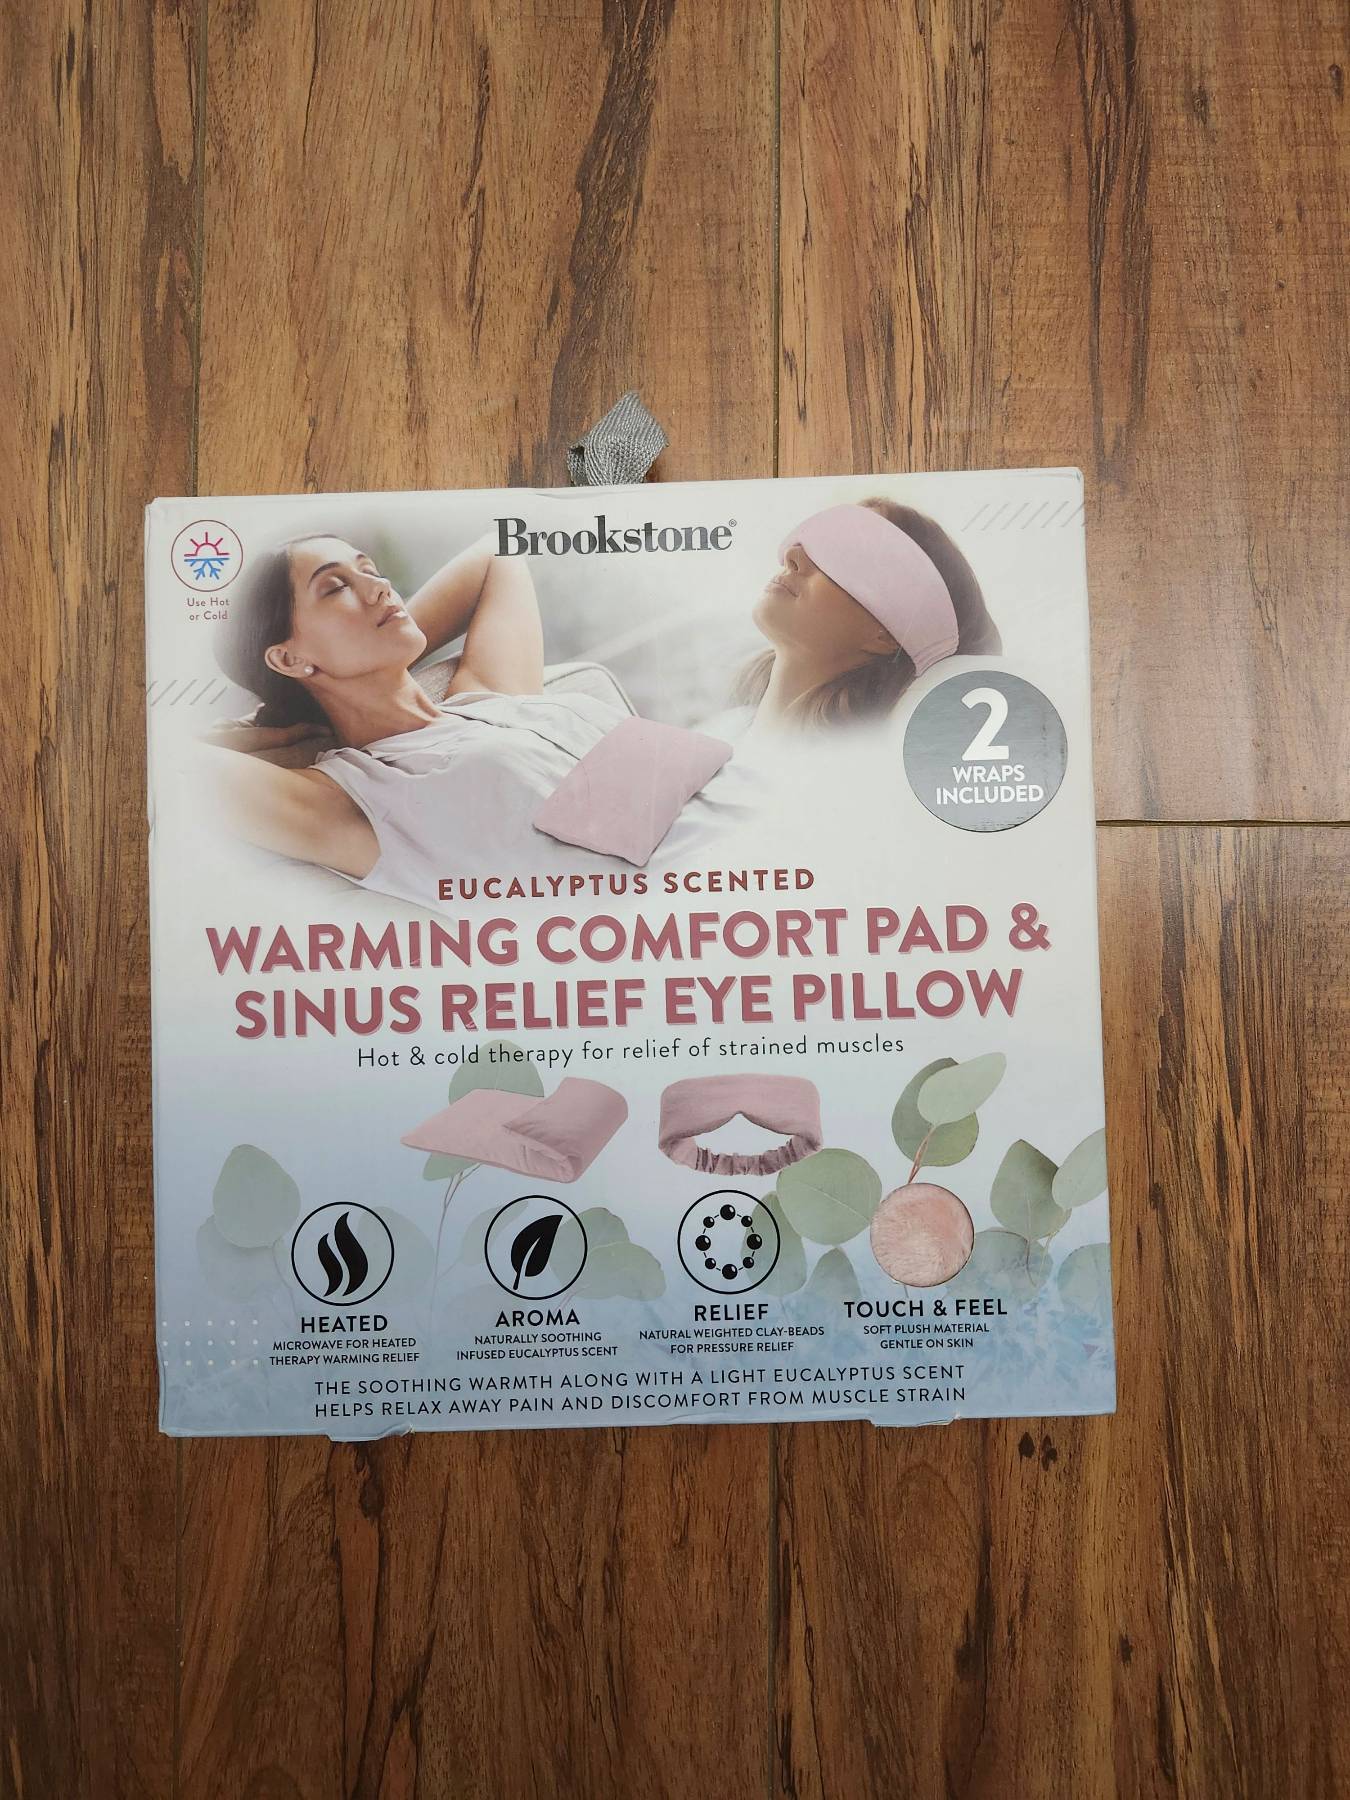 Brookstone®
Use Hot
or Cold
2
WRAPS
INCLUDED
EUCALYPTUS SCENTED
WARMING COMFORT PAD &
SINUS RELIEF EYE PILLOW
Hot & cold therapy for relief of strained muscles
HEATED
MICROWAVE FOR HEATED
THERAPY WARMING RELIEF
AROMA
NATURALLY SOOTHING
INFUSED EUCALYPTUS SCENT
RELIEF
NATURAL WEIGHTED CLAY-BEADS
FOR PRESSURE RELIEF
TOUCH & FEEL
SOFT PLUSH MATERIAL
GENTLE ON SKIN
THE SOOTHING WARMTH ALONG WITH A LIGHT EUCALYPTUS SCENT
HELPS RELAX AWAY PAIN AND DISCOMFORT FROM MUSCLE STRAIN